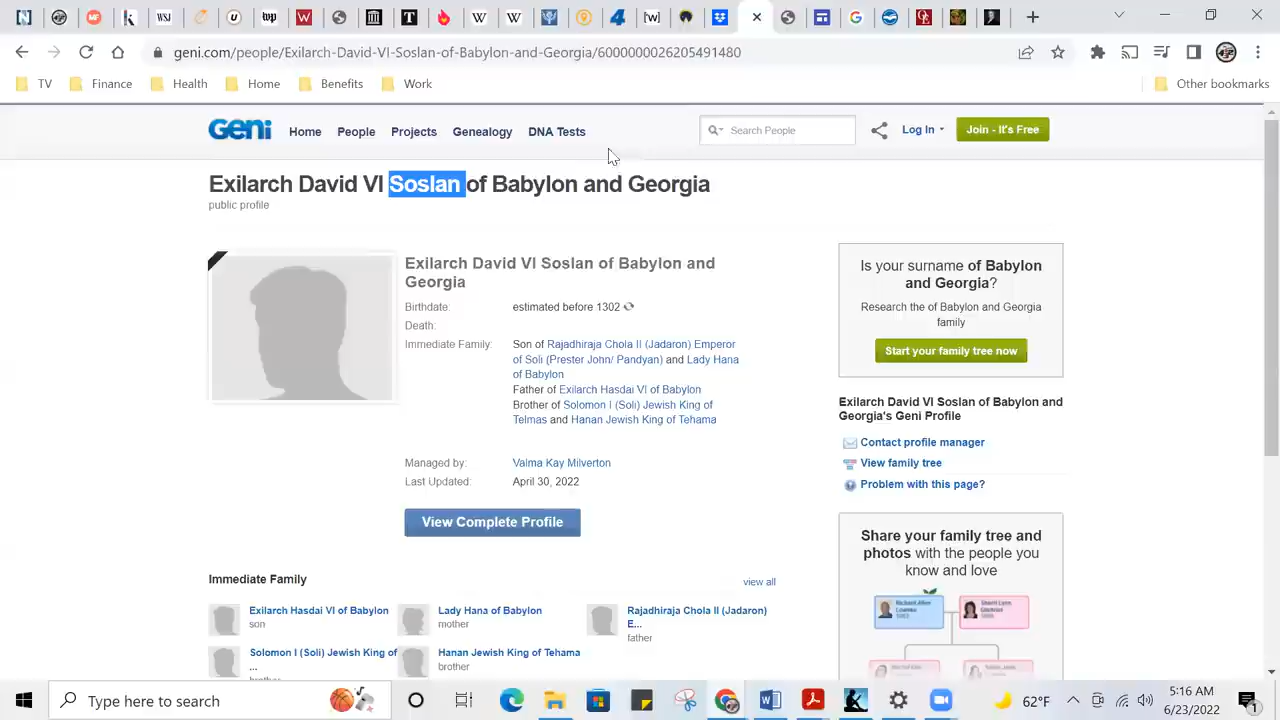 geni.com/people/Exilarch-David-VI-Soslan-of-Babylon-and-Georgia/6000000026205491480
TV
Finance
Health
Home
Benefits
Work
Other bookmarks
Geni
Home
People
Projects
Genealogy
DNA Tests
Search People
Log In
Join - It's Free
Exilarch David VI Soslan of Babylon and Georgia
public profile
Exilarch David VI Soslan of Babylon and
Georgia
Birthdate:
estimated before 1302
Death:
Immediate Family:
Son of Rajadhiraja Chola II (Jadaron) Emperor
of Soli (Prester John/ Pandyan) and Lady Hana
of Babylon
Father of Exilarch Hasdai VI of Babylon
Brother of Solomon I (Soli) Jewish King of
Telmas and Hanan Jewish King of Tehama
Managed by:
Valma Kay Milverton
Last Updated:
April 30, 2022
View Complete Profile
Immediate Family
view all
Exilarch Hasdai VI of Babylon
son
Lady Hana of Babylon
mother
Rajadhiraja Chola II (Jadaron)
E...
father
Solomon I (Soli) Jewish King of
...
Hanan Jewish King of Tehama
brother
Is your surname of Babylon
and Georgia?
Research the of Babylon and Georgia
family
Start your family tree now
Exilarch David VI Soslan of Babylon and
Georgia's Geni Profile
Contact profile manager
View family tree
Problem with this page?
Share your family tree and
photos with the people you
know and love
Type here to search
62°F
5:16 AM
6/23/2022